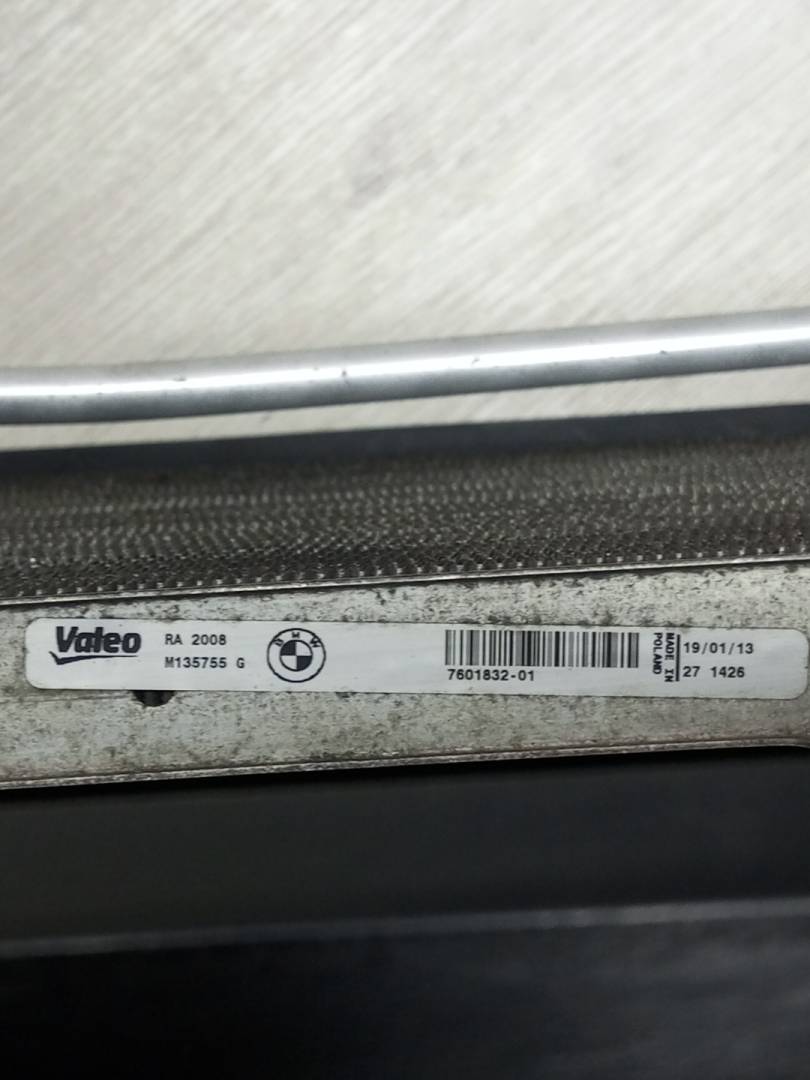 Valeo
RA 2008
M135755 G
BMW
7601832-01
MADE IN
POLAND
19/01/13
27 1426